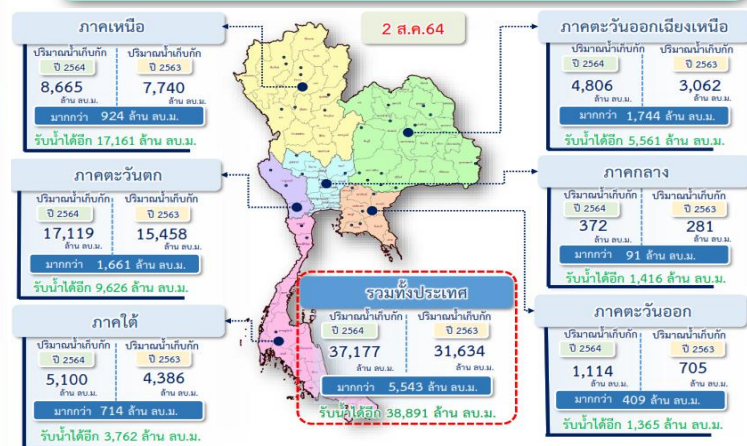 2 ส.ค.64
ภาคเหนือ
ปริมาณน้ำเก็บกัก ปริมาณน้ำเก็บกัก
ปี 2564 ปี 2563
8,665 7,740
ล้าน ลบ.ม. ล้าน ลบ.ม.
มากกว่า 924 ล้าน ลบ.ม.
รับน้ำได้อีก 17,161 ล้าน ลบ.ม.
ภาคตะวันออกเฉียงเหนือ
ปริมาณน้ำเก็บกัก ปริมาณน้ำเก็บกัก
ปี 2564 ปี 2563
4,806 3,062
ล้าน ลบ.ม. ล้าน ลบ.ม.
มากกว่า 1,744 ล้าน ลบ.ม.
รับน้ำได้อีก 5,561 ล้าน ลบ.ม.
ภาคตะวันตก
ปริมาณน้ำเก็บกัก ปริมาณน้ำเก็บกัก
ปี 2564 ปี 2563
17,119 15,458
ล้าน ลบ.ม. ล้าน ลบ.ม.
มากกว่า 1,661 ล้าน ลบ.ม.
รับน้ำได้อีก 9,626 ล้าน ลบ.ม.
ภาคกลาง
ปริมาณน้ำเก็บกัก ปริมาณน้ำเก็บกัก
ปี 2564 ปี 2563
372 281
ล้าน ลบ.ม. ล้าน ลบ.ม.
มากกว่า 91 ล้าน ลบ.ม.
รับน้ำได้อีก 1,416 ล้าน ลบ.ม.
ภาคใต้
ปริมาณน้ำเก็บกัก ปริมาณน้ำเก็บกัก
ปี 2564 ปี 2563
5,100 4,386
ล้าน ลบ.ม. ล้าน ลบ.ม.
มากกว่า 714 ล้าน ลบ.ม.
รับน้ำได้อีก 3,762 ล้าน ลบ.ม.
รวมทั้งประเทศ
ปริมาณน้ำเก็บกัก ปริมาณน้ำเก็บกัก
ปี 2564 ปี 2563
37,177 31,634
ล้าน ลบ.ม. ล้าน ลบ.ม.
มากกว่า 5,543 ล้าน ลบ.ม.
รับน้ำได้อีก 38,891 ล้าน ลบ.ม.
ภาคตะวันออก
ปริมาณน้ำเก็บกัก ปริมาณน้ำเก็บกัก
ปี 2564 ปี 2563
1,114 705
ล้าน ลบ.ม. ล้าน ลบ.ม.
มากกว่า 409 ล้าน ลบ.ม.
รับน้ำได้อีก 1,365 ล้าน ลบ.ม.